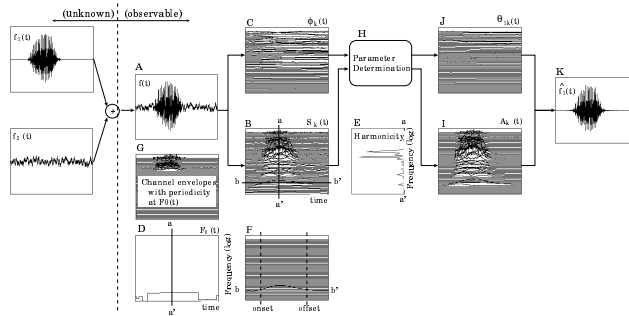 (unknown) (observable)
f₁(t)
f₂ (t)
+
A
f(t)
G
Channel envelopes
with periodicity
at F0(t)
a
D
F₀ (t)
a'
time
C
ϕₖ(t)
B
Sₖ (t)
a
b
b'
a'
time
F
Frequency (log)
b
b'
onset
offset
H
Parameter
Determination
E
a
Harmonicity
Frequency (log)
a'
J
θ₁ₖ(t)
I
Aₖ (t)
K
f̂₁(t)